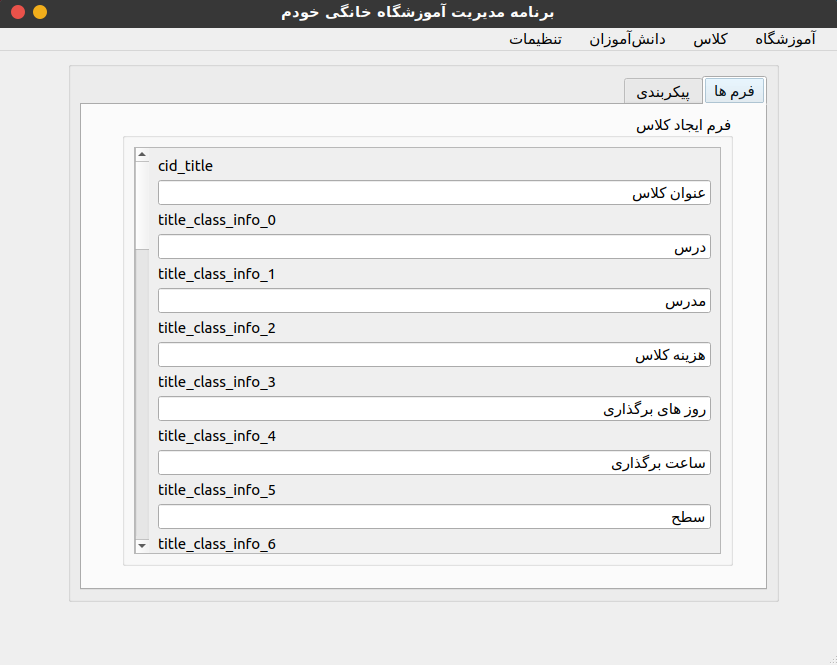 برنامه مدیریت آموزشگاه خانگی خودم
آموزشگاه کلاس دانش‌آموزان تنظیمات
فرم ها پیکربندی
فرم ایجاد کلاس
cid_title
عنوان کلاس
title_class_info_0
درس
title_class_info_1
مدرس
title_class_info_2
هزینه کلاس
title_class_info_3
روز های برگذاری
title_class_info_4
ساعت برگذاری
title_class_info_5
سطح
title_class_info_6